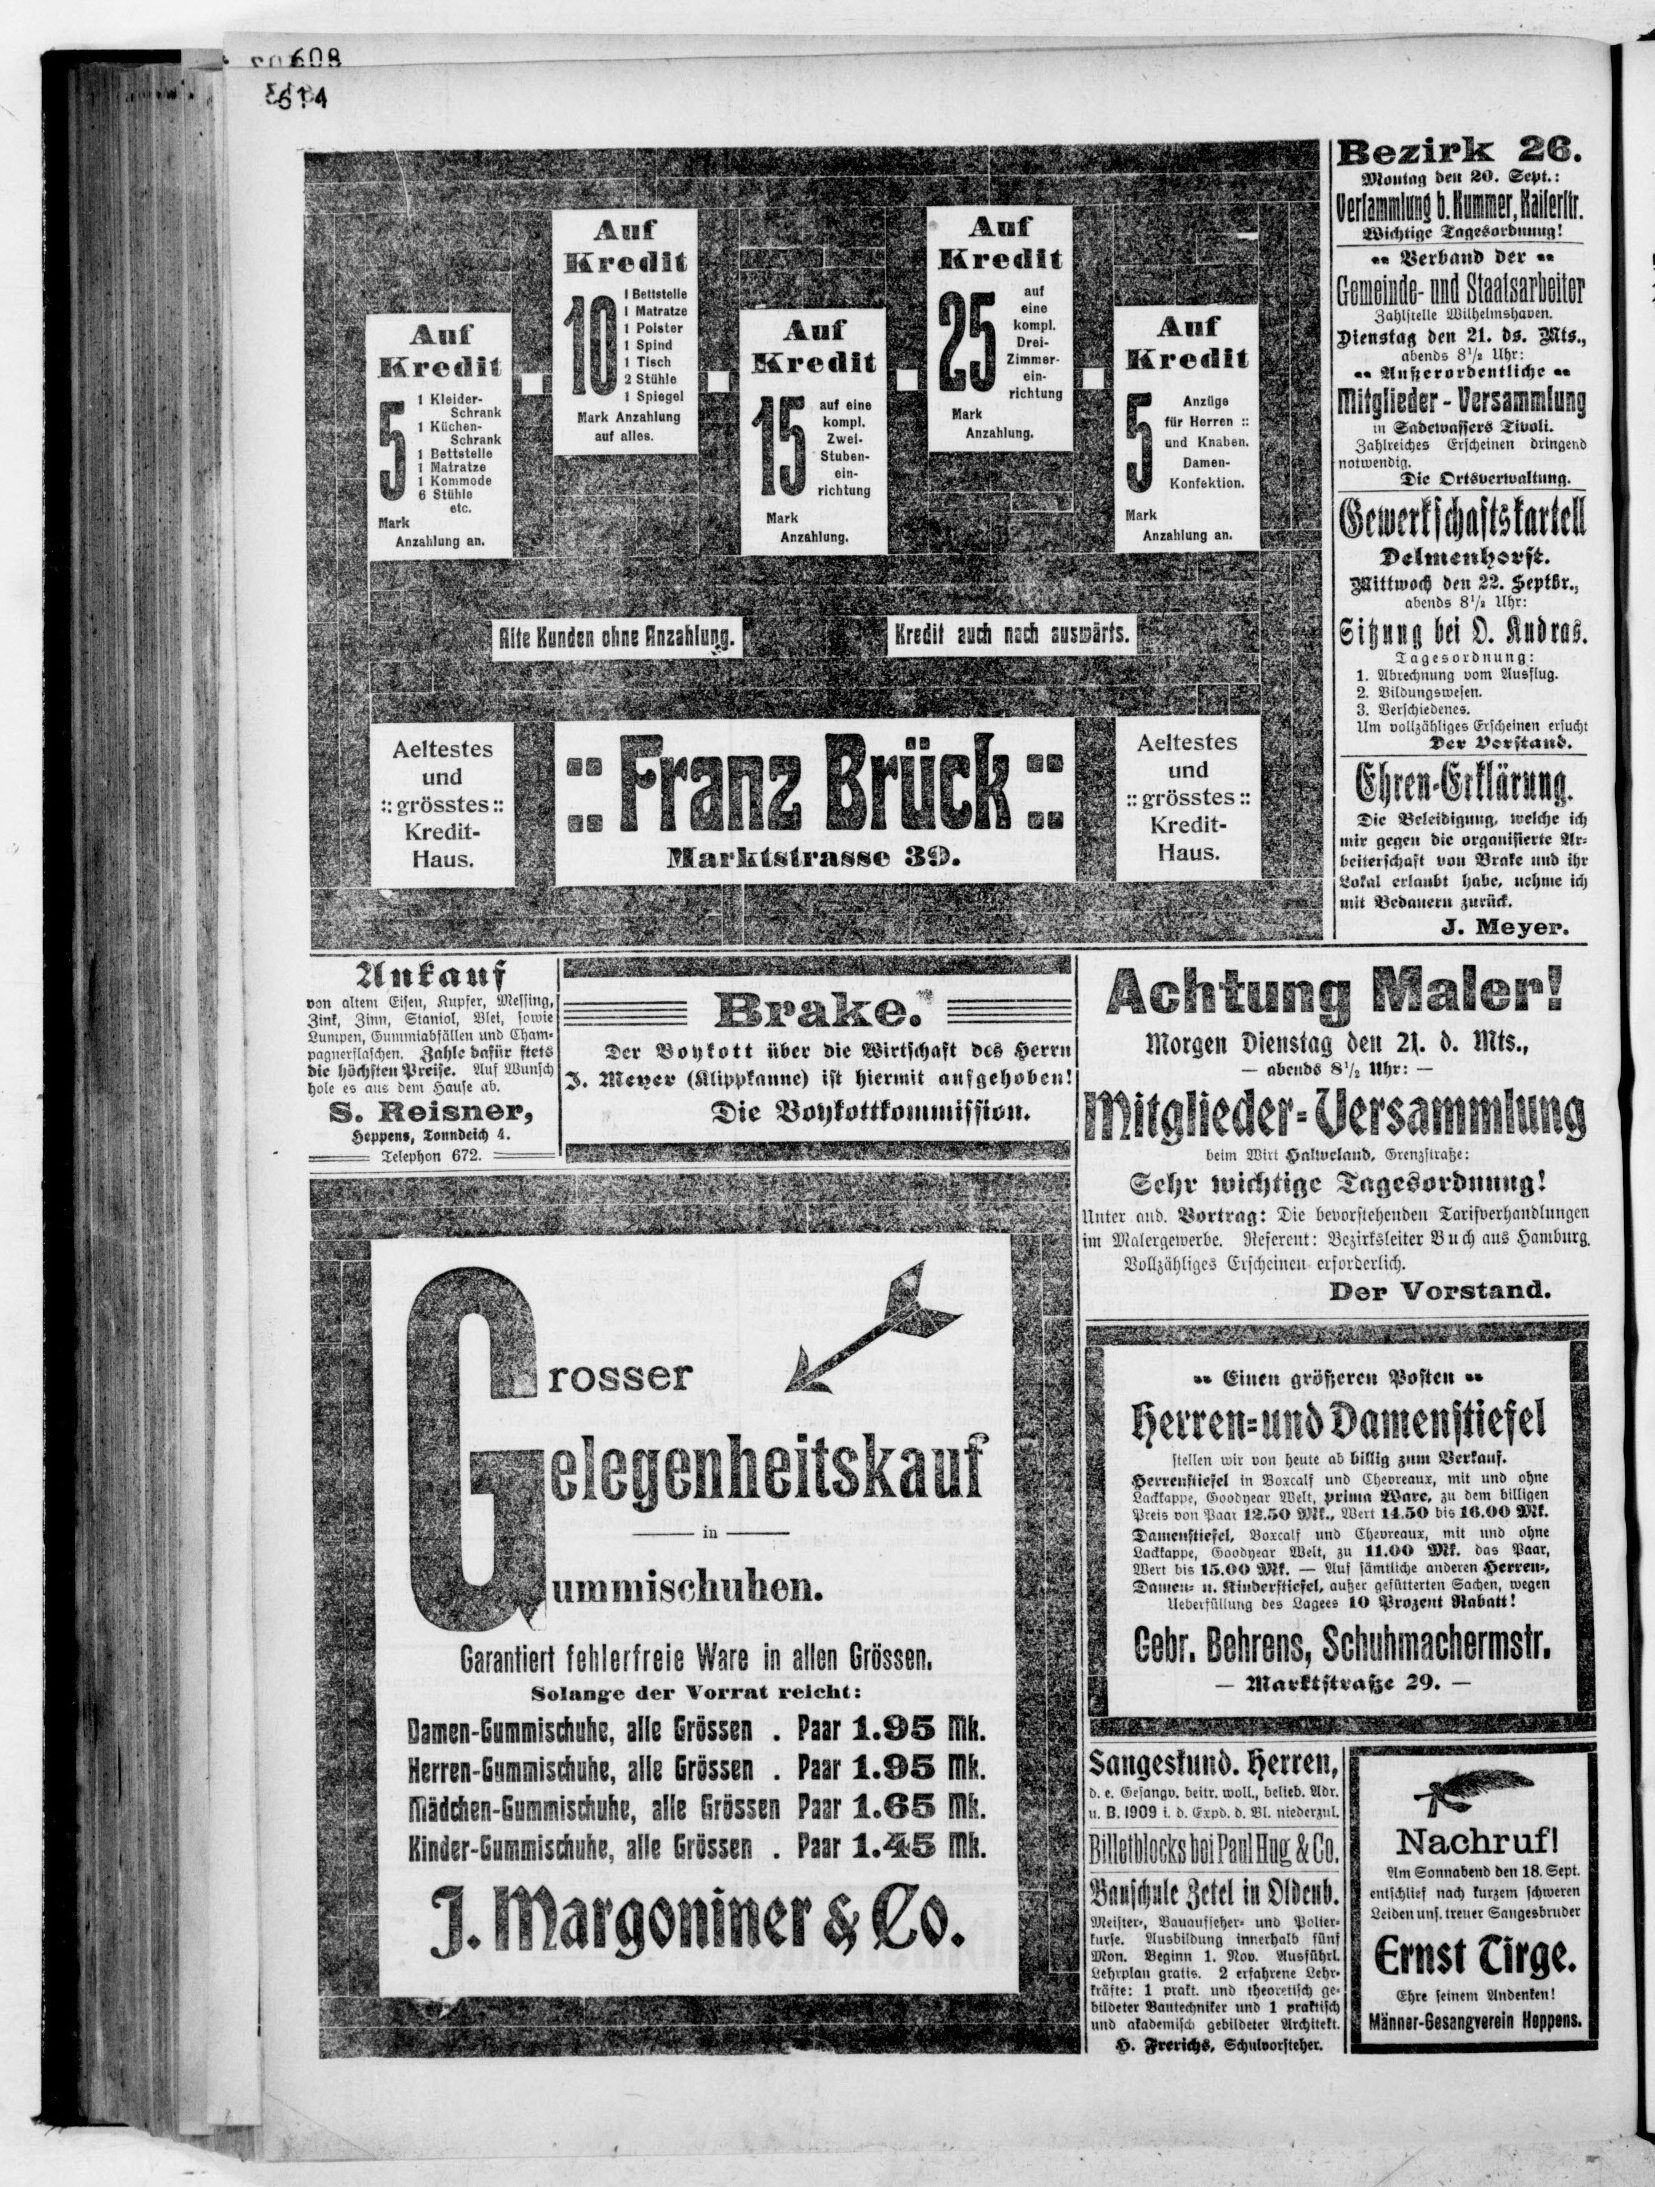 608
614
Auf
Kredit
5
1 Kleider-
Schrank
1 Küchen-
Schrank
1 Bettstelle
1 Matratze
1 Kommode
6 Stühle
etc.
Mark
Anzahlung an.
Auf
Kredit
10
1 Bettstelle
1 Matratze
1 Polster
1 Spind
1 Tisch
2 Stühle
1 Spiegel
Mark Anzahlung
auf alles.
Auf
Kredit
15
auf eine
kompl.
Zwei-
Stuben-
ein-
richtung
Mark
Anzahlung.
Auf
Kredit
25
auf
eine
kompl.
Drei-
Zimmer-
ein-
richtung
Mark
Anzahlung.
Auf
Kredit
5
Anzüge
für Herren ::
und Knaben.
Damen-
Konfektion.
Mark
Anzahlung an.
Alte Kunden ohne Anzahlung.
Kredit auch nach auswärts.
Aeltestes
und
:: grösstes ::
Kredit-
Haus.
:: Franz Brück ::
Marktstrasse 39.
Aeltestes
und
:: grösstes ::
Kredit-
Haus.
Bezirk 26.
Montag den 20. Sept.:
Versammlung b. Kummer, Kaiserstr.
Wichtige Tagesordnung!
Verband der
Gemeinde- und Staatsarbeiter
Zahlstelle Wilhelmshaven.
Dienstag den 21. ds. Mts.,
abends 8½ Uhr:
Außerordentliche
Mitglieder-Versammlung
in Sadewassers Tivoli.
Zahlreiches Erscheinen dringend
notwendig.
Die Ortsverwaltung.
Gewerkschaftskartell
Delmenhorst.
Mittwoch den 22. Septbr.,
abends 8½ Uhr:
Sitzung bei O. Kudras.
Tagesordnung:
1. Abrechnung vom Ausflug.
2. Bildungswesen.
3. Verschiedenes.
Um vollzähliges Erscheinen ersucht
Der Vorstand.
Ehren-Erklärung.
Die Beleidigung, welche ich
mir gegen die organisierte Ar-
beiterschaft von Brake und ihr
Lokal erlaubt habe, nehme ich
mit Bedauern zurück.
J. Meyer.
Ankauf
von altem Eisen, Kupfer, Messing,
Zink, Zinn, Staniol, Blei, sowie
Lumpen, Gummiabfällen und Cham-
pagnerflaschen. Zahle dafür stets
die höchsten Preise. Auf Wunsch
hole es aus dem Hause ab.
S. Reisner,
Heppens, Tonndeich 4.
Telephon 672.
Brake.
Der Boykott über die Wirtschaft des Herrn
J. Meyer (Klippkanne) ist hiermit aufgehoben!
Die Boykottkommission.
Achtung Maler!
Morgen Dienstag den 21. d. Mts.,
— abends 8½ Uhr: —
Mitglieder-Versammlung
beim Wirt Halweland, Grenzstraße:
Sehr wichtige Tagesordnung!
Unter and. Vortrag: Die bevorstehenden Tarifverhandlungen
im Malergewerbe. Referent: Bezirksleiter Buch aus Hamburg.
Vollzähliges Erscheinen erforderlich.
Der Vorstand.
Grosser
Gelegenheitskauf
in
Gummischuhen.
Garantiert fehlerfreie Ware in allen Grössen.
Solange der Vorrat reicht:
Damen-Gummischuhe, alle Grössen . Paar 1.95 Mk.
Herren-Gummischuhe, alle Grössen . Paar 1.95 Mk.
Mädchen-Gummischuhe, alle Grössen Paar 1.65 Mk.
Kinder-Gummischuhe, alle Grössen . Paar 1.45 Mk.
J. Margoniner & Co.
Einen größeren Posten
Herren- und Damenstiefel
stellen wir von heute ab billig zum Verkauf.
Herrenstiefel in Boxcalf und Chevreaux, mit und ohne
Lackkappe, Goodyear Welt, prima Ware, zu dem billigen
Preis von Paar 12.50 Mk., Wert 14.50 bis 16.00 Mk.
Damenstiefel, Boxcalf und Chevreaux, mit und ohne
Lackkappe, Goodyear Welt, zu 11.00 Mk. das Paar,
Wert bis 15.00 Mk. — Auf sämtliche anderen Herren-,
Damen- u. Kinderstiefel, außer gefütterten Sachen, wegen
Ueberfüllung des Lagers 10 Prozent Rabatt!
Gebr. Behrens, Schuhmachermstr.
— Marktstraße 29. —
Sangeskund. Herren,
d. e. Gesangv. beitr. woll., belieb. Adr.
u. B. 1909 i. d. Expd. d. Bl. niederzul.
Billetblocks bei Paul Hug & Co.
Bauschule Zetel in Oldenb.
Meister-, Bauaufseher- und Polier-
kurse. Ausbildung innerhalb fünf
Mon. Beginn 1. Nov. Ausführl.
Lehrplan gratis. 2 erfahrene Lehr-
kräfte: 1 prakt. und theoretisch ge-
bildeter Bautechniker und 1 praktisch
und akademisch gebildeter Architekt.
H. Frerichs, Schulvorsteher.
Nachruf!
Am Sonnabend den 18. Sept.
entschlief nach kurzem schweren
Leiden uns. treuer Sangesbruder
Ernst Tirge.
Ehre seinem Andenken!
Männer-Gesangverein Heppens.